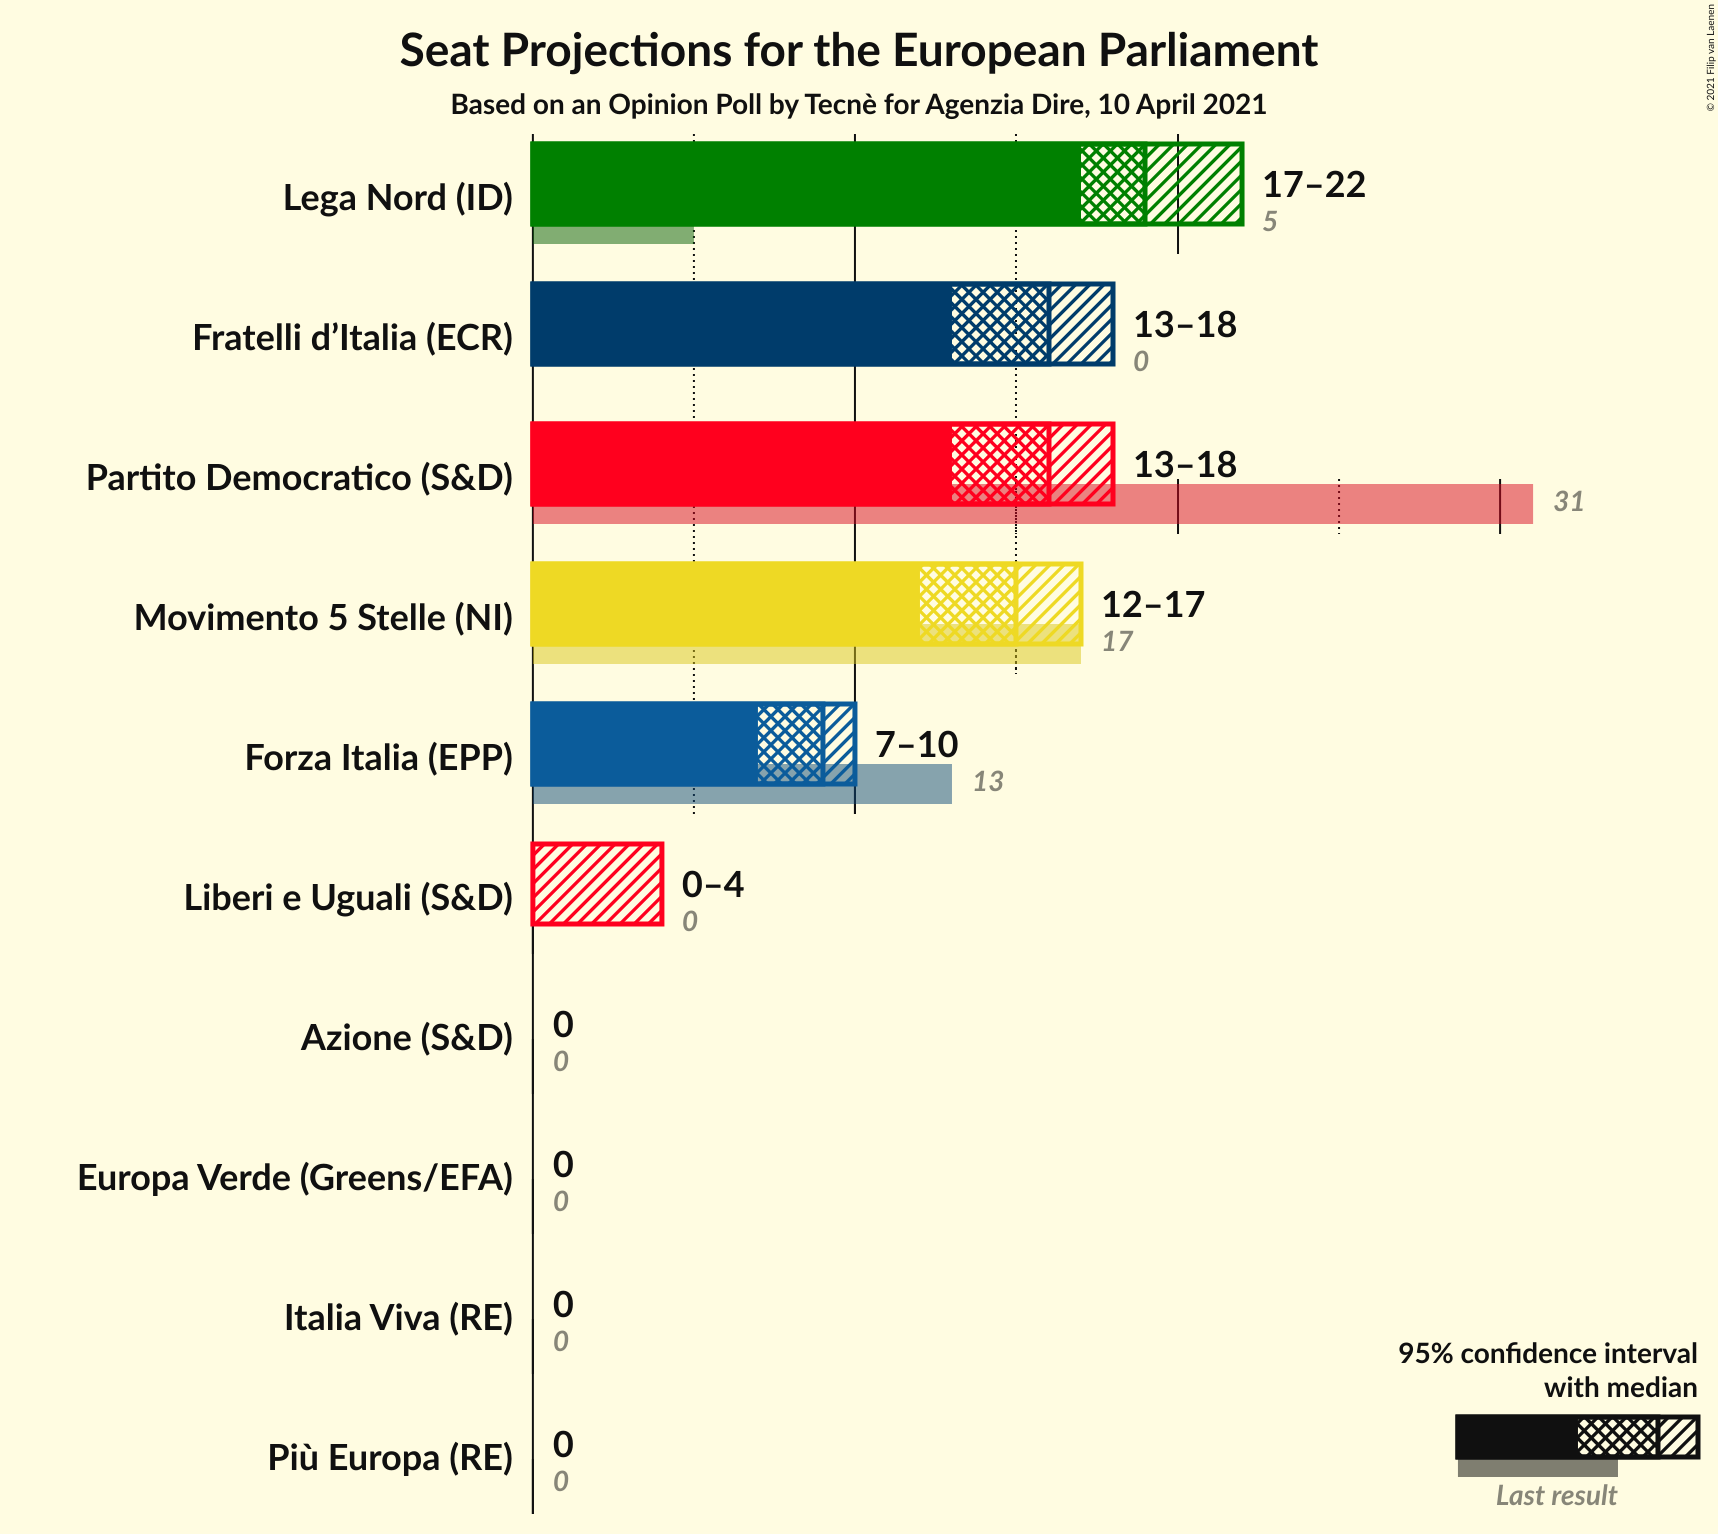 Seat Projections for the European Parliament
Based on an Opinion Poll by Tecnè for Agenzia Dire, 10 April 2021
© 2021 Filip van Laenen
Lega Nord (ID)
17–22
5
Fratelli d’Italia (ECR)
13–18
0
Partito Democratico (S&D)
13–18
31
Movimento 5 Stelle (NI)
12–17
17
Forza Italia (EPP)
7–10
13
Liberi e Uguali (S&D)
0–4
0
Azione (S&D)
0
0
Europa Verde (Greens/EFA)
0
0
Italia Viva (RE)
0
0
Più Europa (RE)
0
0
95% confidence interval
with median
Last result